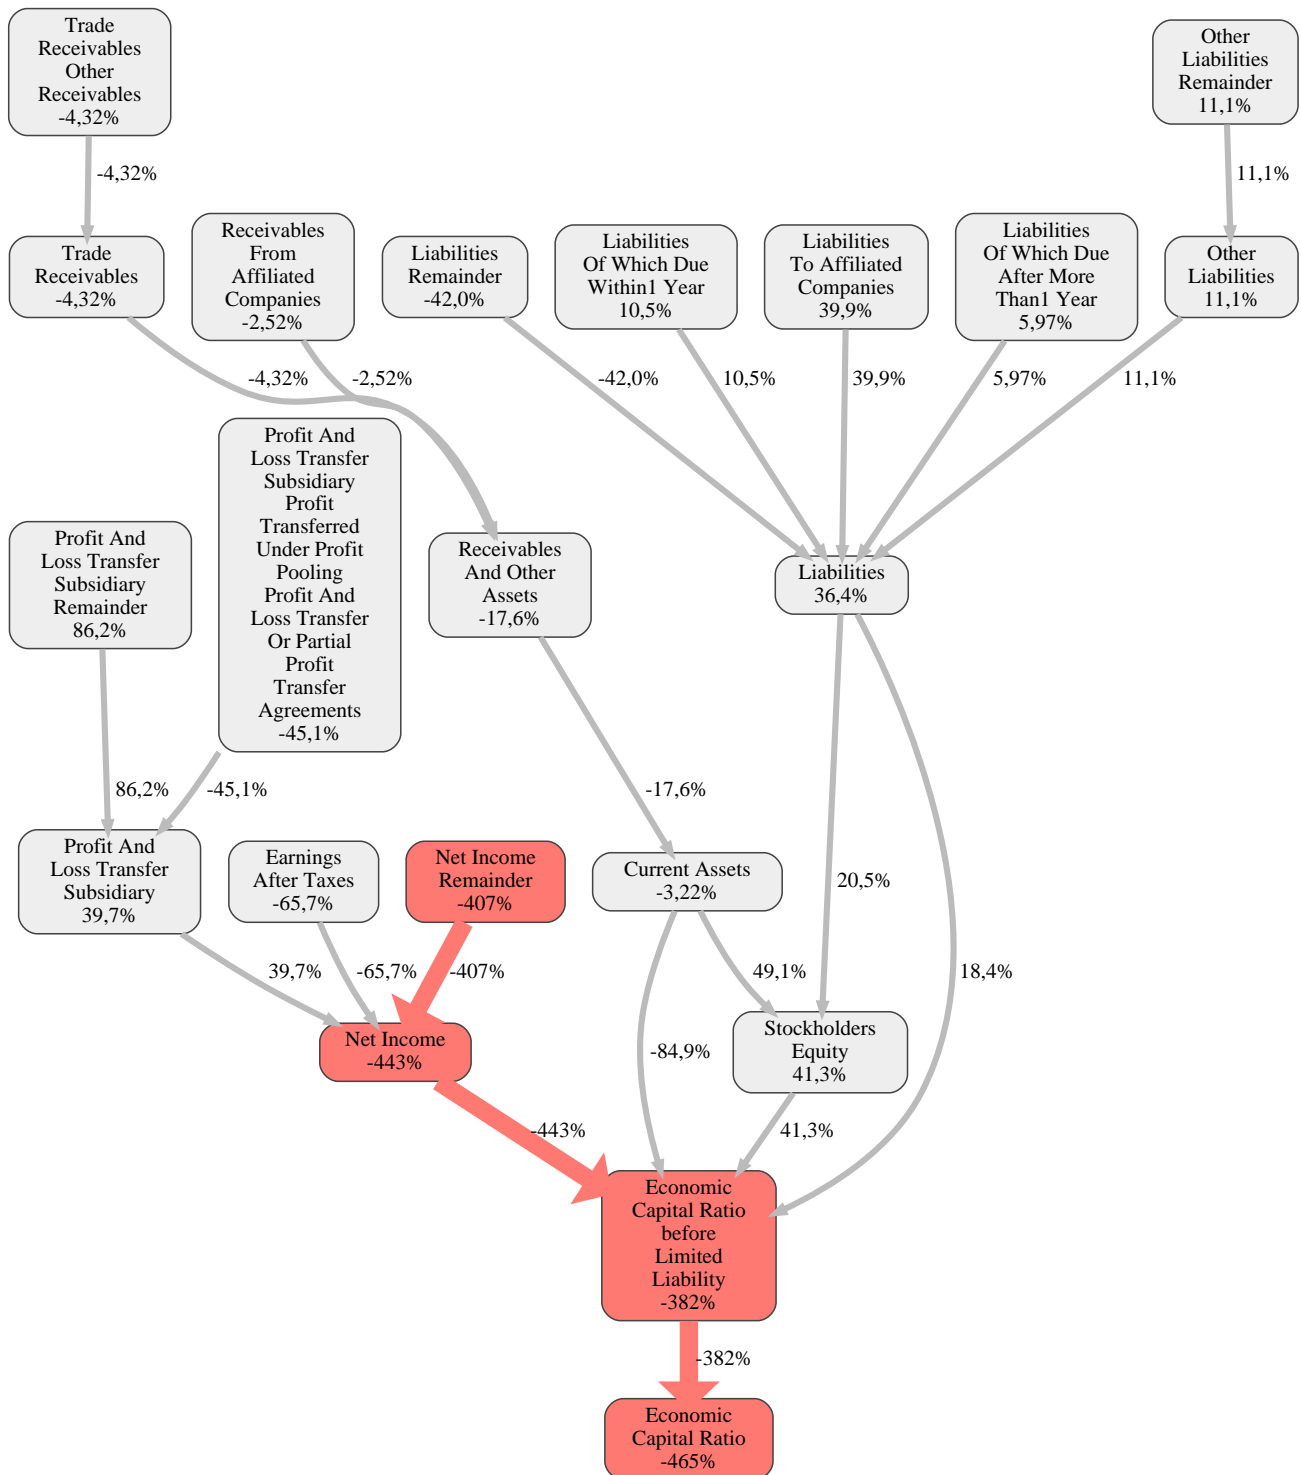 Trade
Receivables
Other
Receivables
-4,32%
Other
Liabilities
Remainder
11,1%
-4,32%
11,1%
Trade
Receivables
-4,32%
Receivables
From
Affiliated
Companies
-2,52%
Liabilities
Remainder
-42,0%
Liabilities
Of Which Due
Within1 Year
10,5%
Liabilities
To Affiliated
Companies
39,9%
Liabilities
Of Which Due
After More
Than1 Year
5,97%
Other
Liabilities
11,1%
-4,32%
-2,52%
-42,0%
10,5%
39,9%
5,97%
11,1%
Profit And
Loss Transfer
Subsidiary
Remainder
86,2%
Profit And
Loss Transfer
Subsidiary
Profit
Transferred
Under Profit
Pooling
Profit And
Loss Transfer
Or Partial
Profit
Transfer
Agreements
-45,1%
Receivables
And Other
Assets
-17,6%
Liabilities
36,4%
86,2%
-45,1%
-17,6%
Profit And
Loss Transfer
Subsidiary
39,7%
Earnings
After Taxes
-65,7%
Net Income
Remainder
-407%
Current Assets
-3,22%
20,5%
39,7%
-65,7%
-407%
49,1%
18,4%
Net Income
-443%
-84,9%
Stockholders
Equity
41,3%
-443%
41,3%
Economic
Capital Ratio
before
Limited
Liability
-382%
-382%
Economic
Capital Ratio
-465%